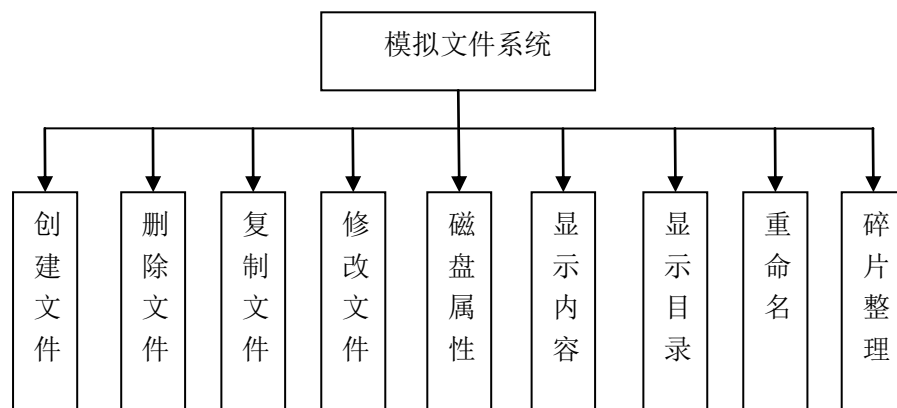 模拟文件系统
创建文件
删除文件
复制文件
修改文件
磁盘属性
显示内容
显示目录
重命名
碎片整理